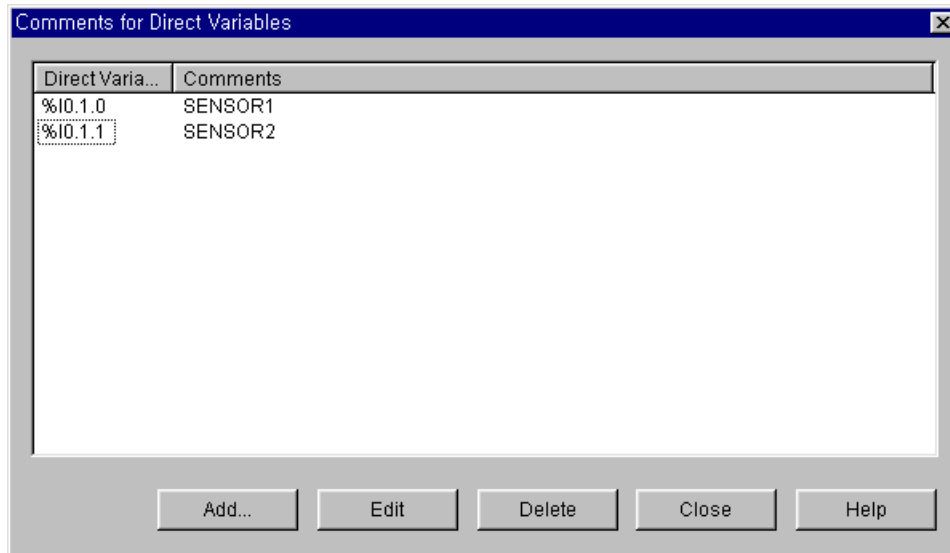 Comments for Direct Variables
Direct Varia... Comments
%I0.1.0 SENSOR1
%I0.1.1 SENSOR2
Add... Edit Delete Close Help